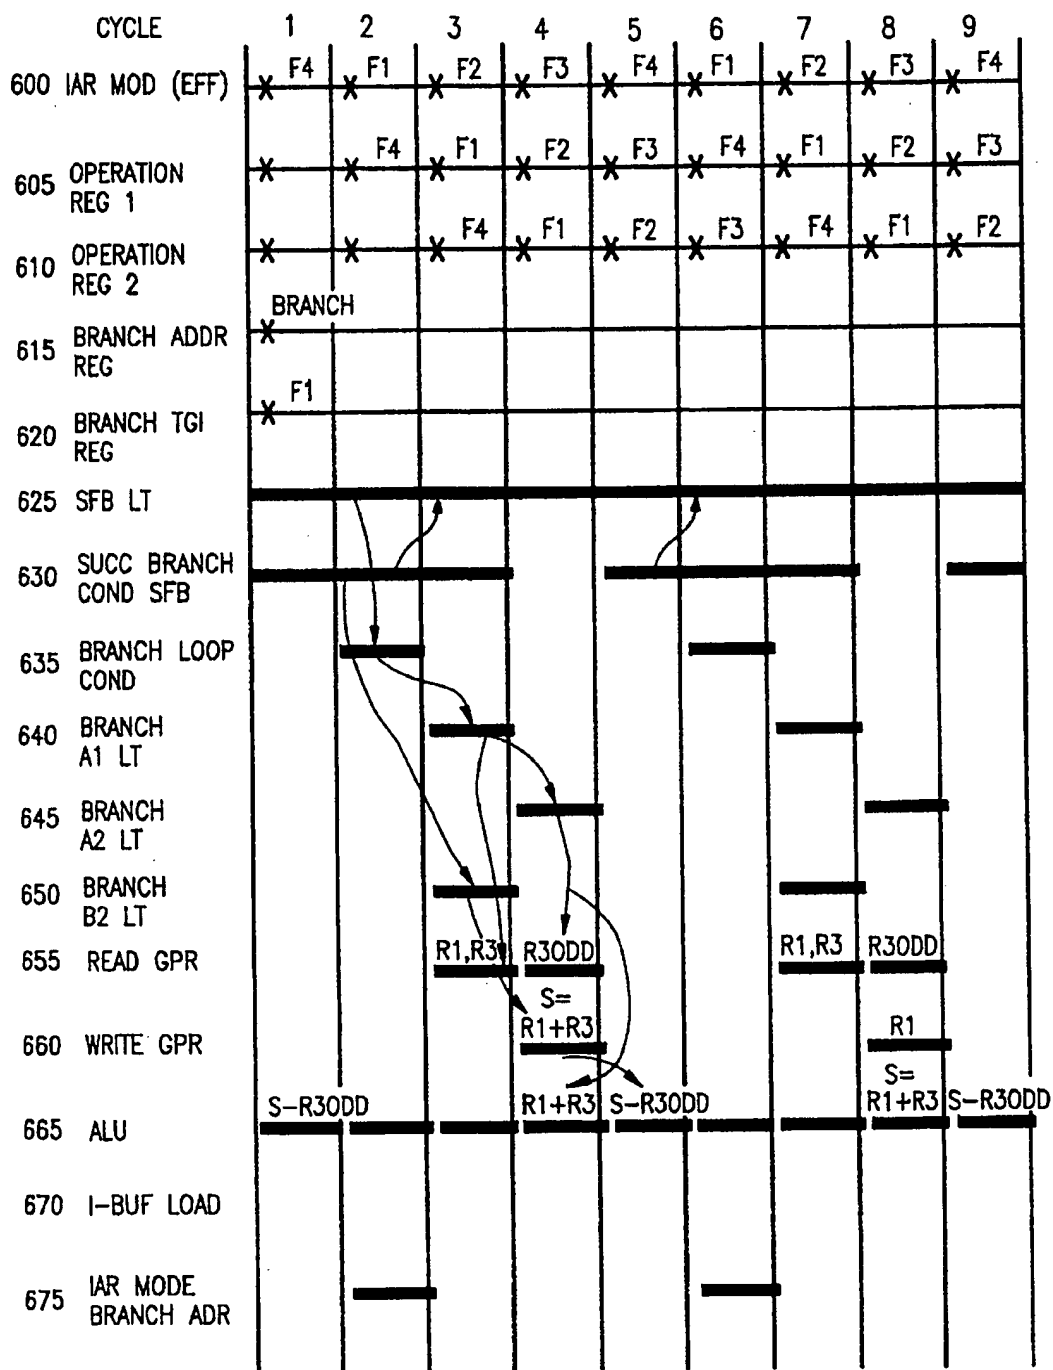 CYCLE 1 2 3 4 5 6 7 8 9
F4 F1 F2 F3 F4 F1 F2 F3 F4
600 IAR MOD (EFF)
F4 F1 F2 F3 F4 F1 F2 F3
605 OPERATION
REG 1
F4 F1 F2 F3 F4 F1 F2
610 OPERATION
REG 2
BRANCH
615 BRANCH ADDR
REG
F1
620 BRANCH TGI
REG
625 SFB LT
630 SUCC BRANCH
COND SFB
635 BRANCH LOOP
COND
640 BRANCH
A1 LT
645 BRANCH
A2 LT
650 BRANCH
B2 LT
R1,R3 R3ODD R1,R3 R3ODD
655 READ GPR
S=
R1+R3 R1
660 WRITE GPR
S=
S-R3ODD R1+R3 S-R3ODD R1+R3 S-R3ODD
665 ALU
670 I-BUF LOAD
675 IAR MODE
BRANCH ADR